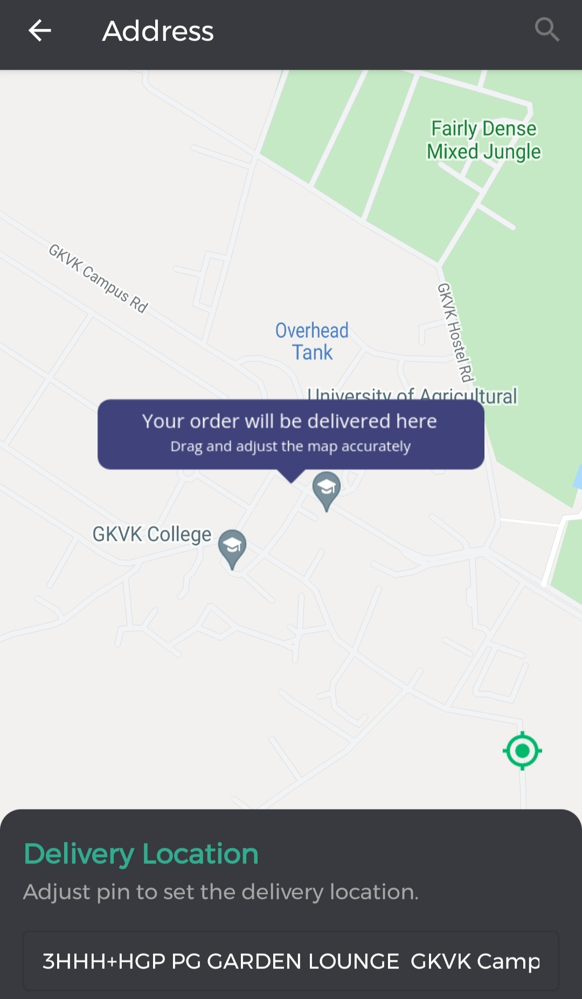 Address
Fairly Dense
Mixed Jungle
GKVK Campus Rd
GKVK Hostel Rd
Overhead
Tank
University of Agricultural
Your order will be delivered here
Drag and adjust the map accurately
GKVK College
Delivery Location
Adjust pin to set the delivery location.
3HHH+HGP PG GARDEN LOUNGE GKVK Camp